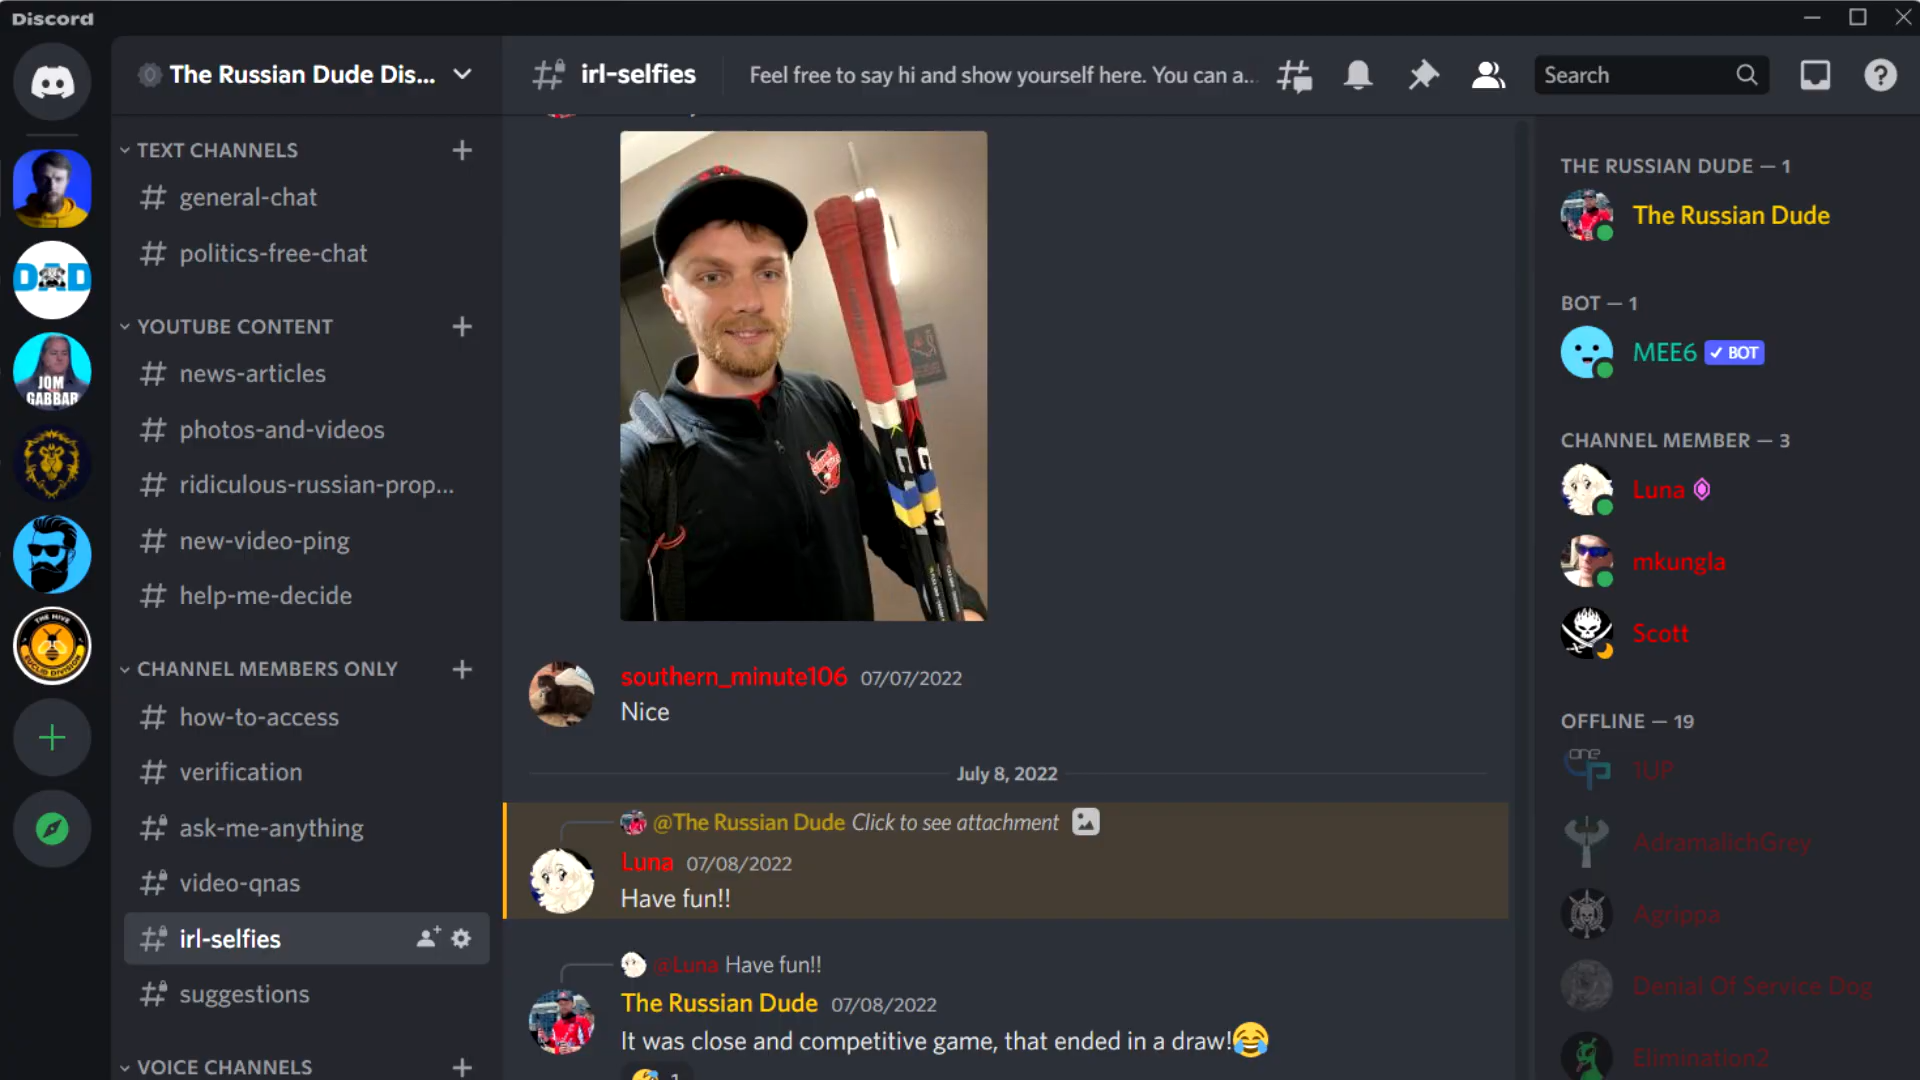 Discord
The Russian Dude Dis...
irl-selfies
Feel free to say hi and show yourself here. You can a...
Search
TEXT CHANNELS
general-chat
politics-free-chat
YOUTUBE CONTENT
news-articles
photos-and-videos
ridiculous-russian-prop...
new-video-ping
help-me-decide
CHANNEL MEMBERS ONLY
how-to-access
verification
ask-me-anything
video-qnas
irl-selfies
suggestions
VOICE CHANNELS
DAD
JOM
GABBAR
THE HIVE
southern_minute106 07/07/2022
Nice
July 8, 2022
@The Russian Dude Click to see attachment
Luna 07/08/2022
Have fun!!
@Luna Have fun!!
The Russian Dude 07/08/2022
It was close and competitive game, that ended in a draw!😂
THE RUSSIAN DUDE — 1
The Russian Dude
BOT — 1
MEE6 ✓ BOT
CHANNEL MEMBER — 3
Luna
mkungla
Scott
OFFLINE — 19
1UP
AdramalichGrey
Agrippa
Denial Of Service Dog
Elimination2